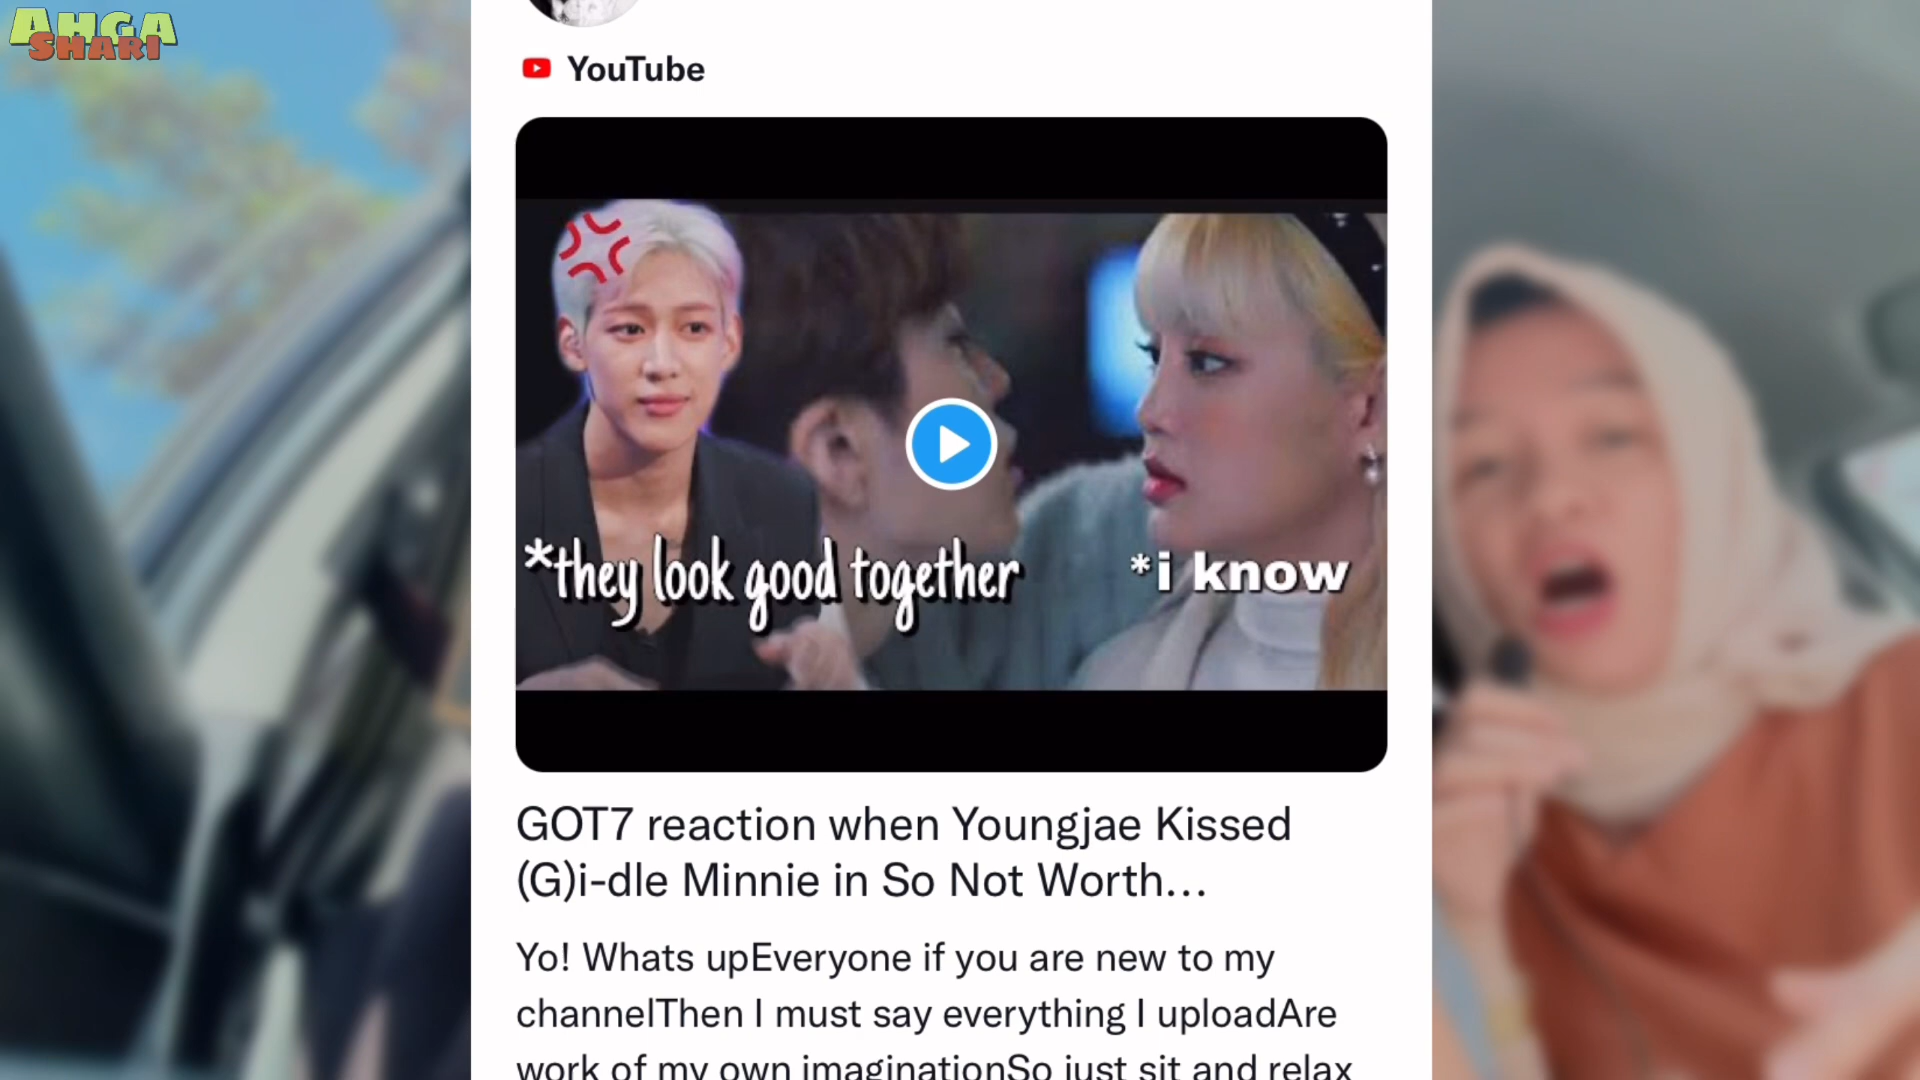 AHGA
SHARI
YouTube
*they look good together
*i know
GOT7 reaction when Youngjae Kissed
(G)i-dle Minnie in So Not Worth…
Yo! Whats upEveryone if you are new to my
channelThen I must say everything I uploadAre
work of my own imaginationSo just sit and relax